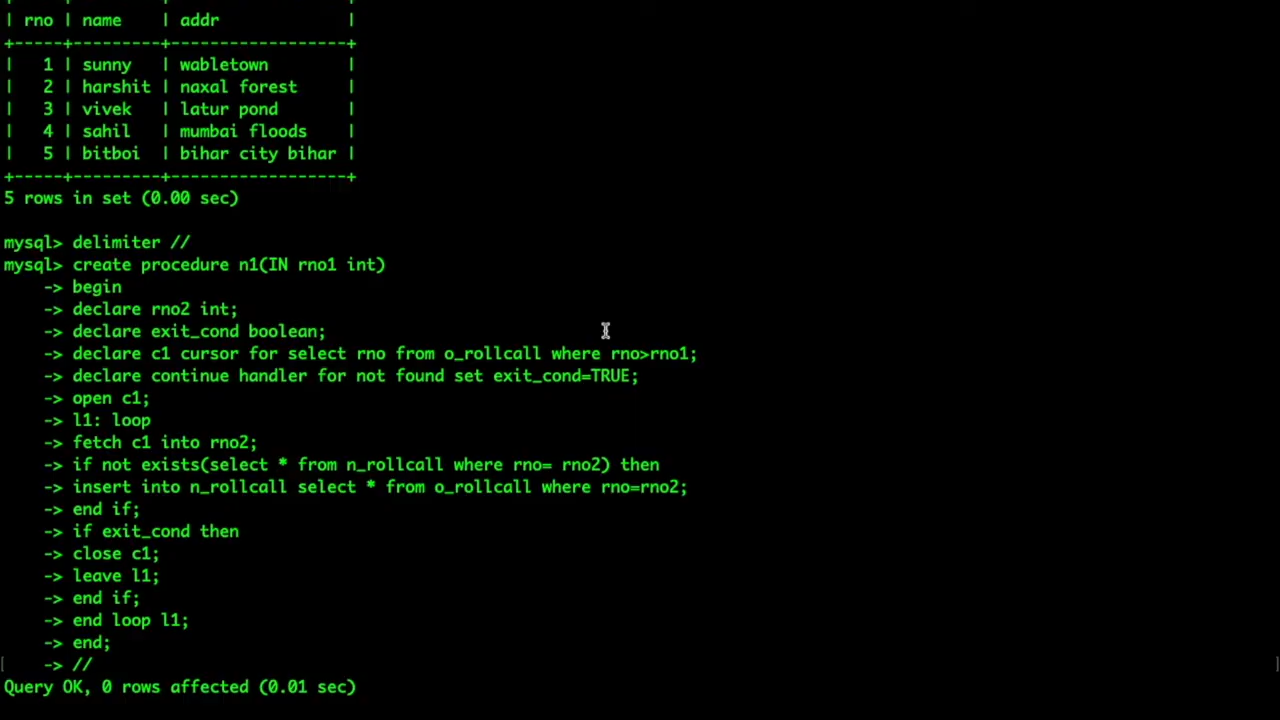 | rno | name    | addr             |
+-----+---------+------------------+
|   1 | sunny   | wabletown        |
|   2 | harshit | naxal forest     |
|   3 | vivek   | latur pond       |
|   4 | sahil   | mumbai floods    |
|   5 | bitboi  | bihar city bihar |
+-----+---------+------------------+
5 rows in set (0.00 sec)
mysql> delimiter //
mysql> create procedure n1(IN rno1 int)
    -> begin
    -> declare rno2 int;
    -> declare exit_cond boolean;
    -> declare c1 cursor for select rno from o_rollcall where rno>rno1;
    -> declare continue handler for not found set exit_cond=TRUE;
    -> open c1;
    -> l1: loop
    -> fetch c1 into rno2;
    -> if not exists(select * from n_rollcall where rno= rno2) then
    -> insert into n_rollcall select * from o_rollcall where rno=rno2;
    -> end if;
    -> if exit_cond then
    -> close c1;
    -> leave l1;
    -> end if;
    -> end loop l1;
    -> end;
    -> //
Query OK, 0 rows affected (0.01 sec)